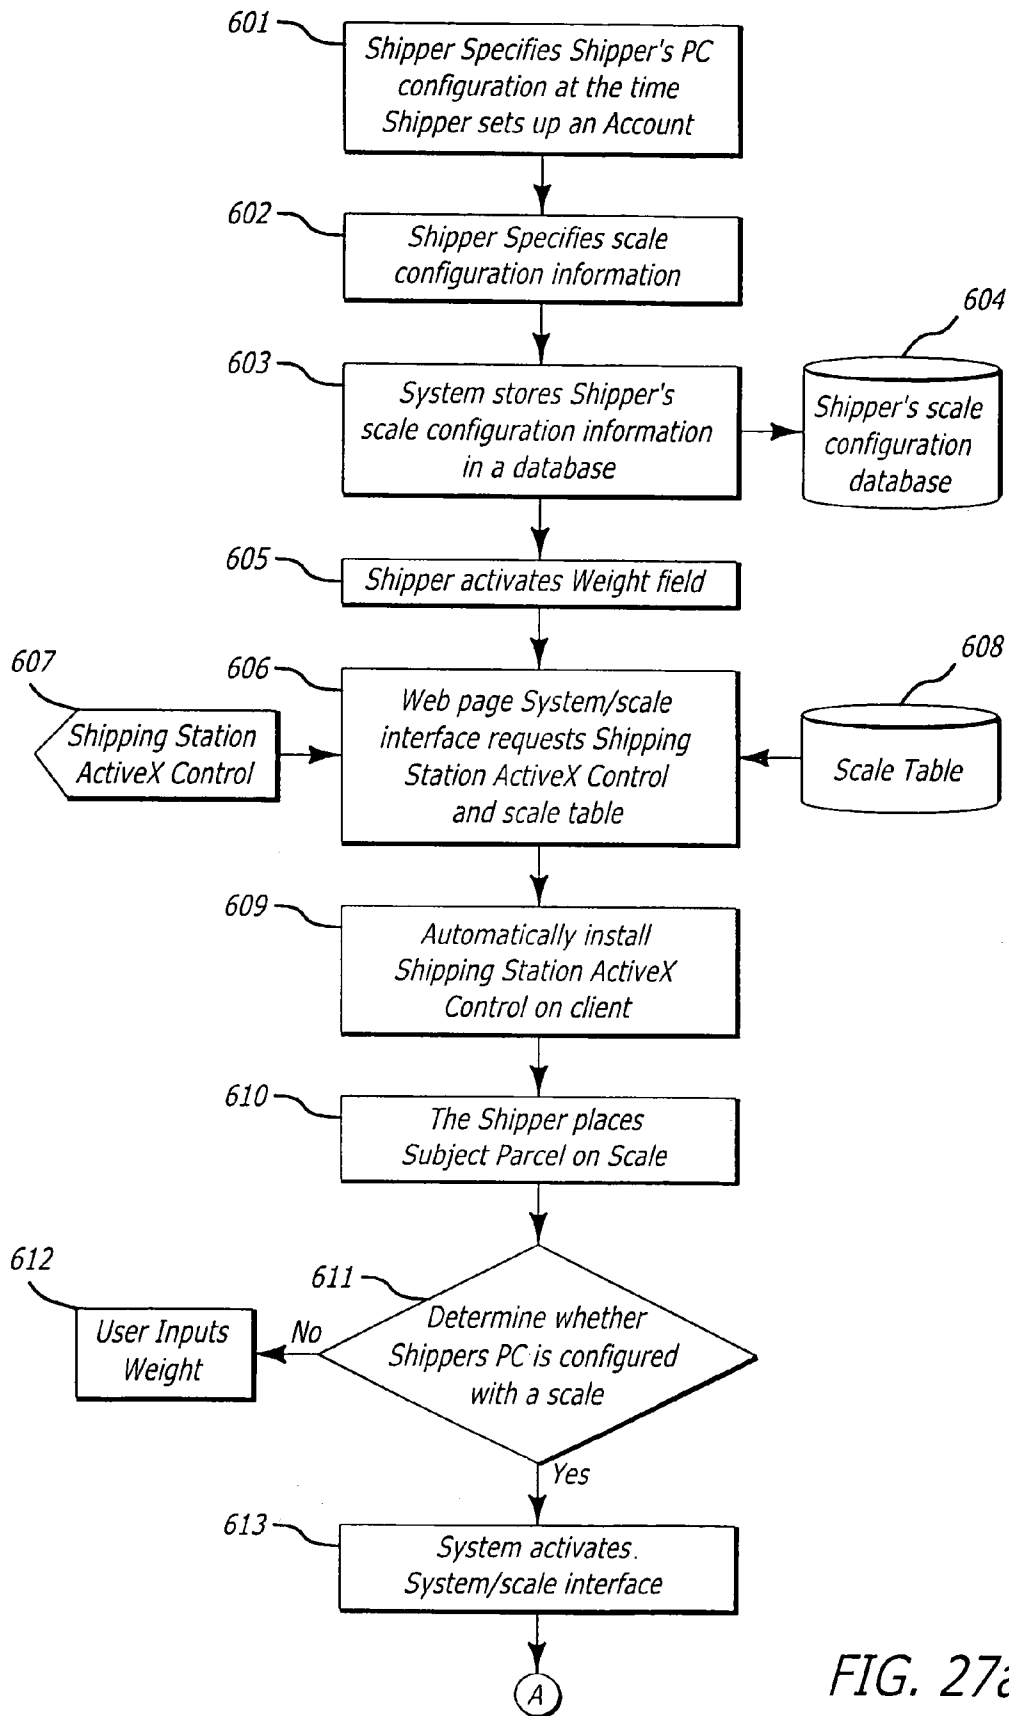 601
Shipper Specifies Shipper's PC
configuration at the time
Shipper sets up an Account
602
Shipper Specifies scale
configuration information
603
System stores Shipper's
scale configuration information
in a database
604
Shipper's scale
configuration
database
605
Shipper activates Weight field
606
Web page System/scale
interface requests Shipping
Station ActiveX Control
and scale table
607
Shipping Station
ActiveX Control
608
Scale Table
609
Automatically install
Shipping Station ActiveX
Control on client
610
The Shipper places
Subject Parcel on Scale
611
Determine whether
Shippers PC is configured
with a scale
No
612
User Inputs
Weight
Yes
613
System activates.
System/scale interface
A
FIG. 27a